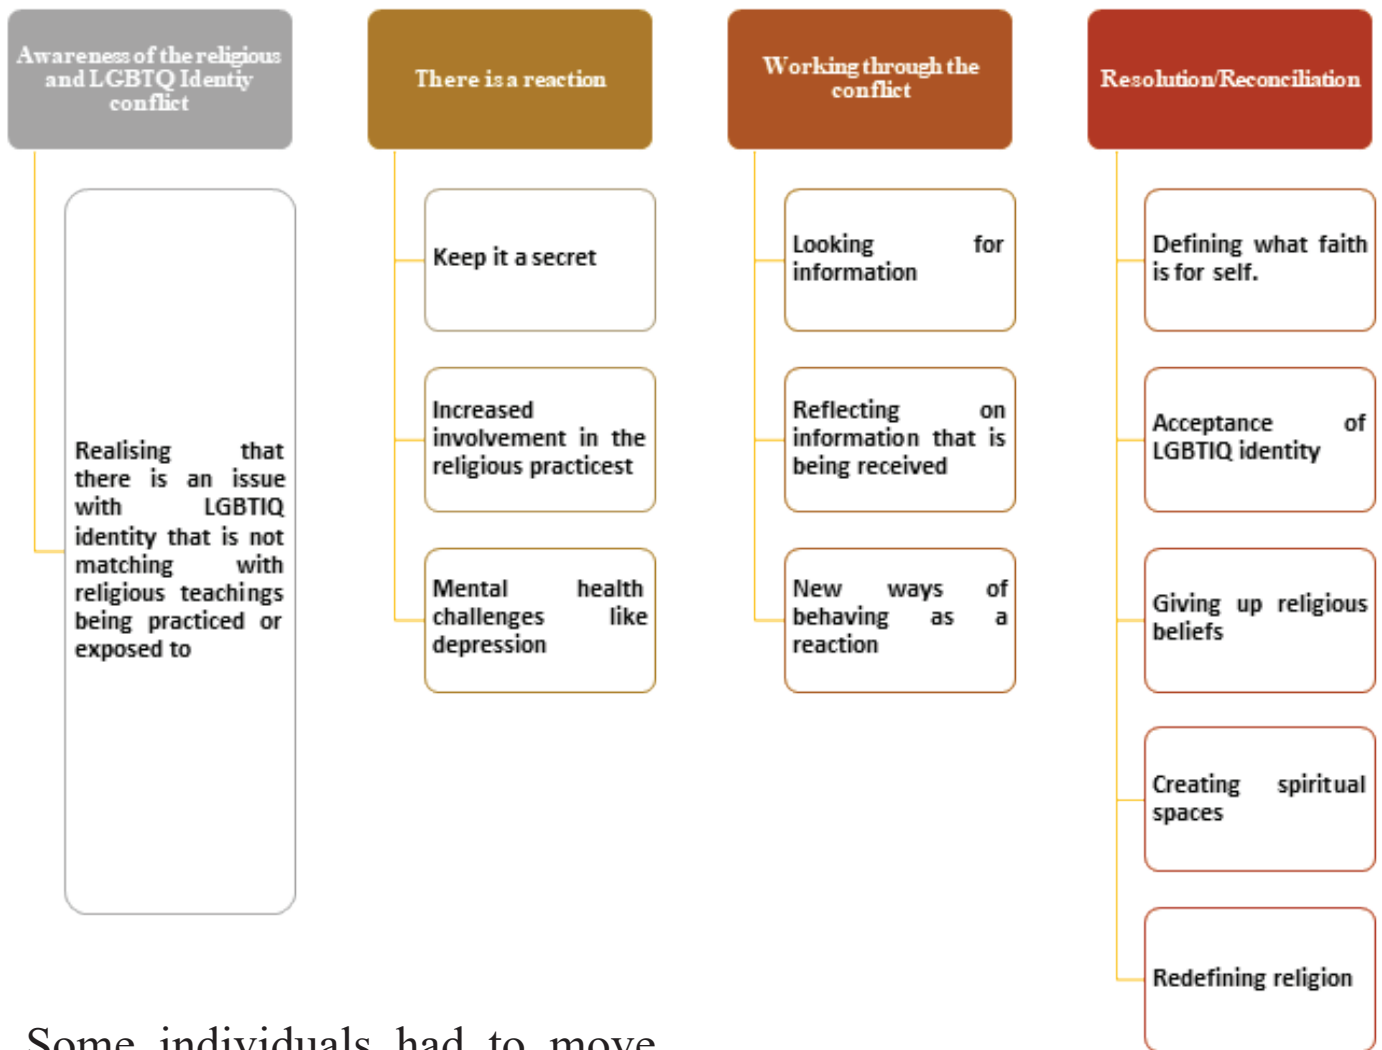 Awareness of the religious
and LGBTQ Identiy
conflict
Realising that
there is an issue
with LGBTIQ
identity that is not
matching with
religious teachings
being practiced or
exposed to
There is a reaction
Keep it a secret
Increased
involvement in the
religious practicest
Mental health
challenges like
depression
Working through the
conflict
Looking for
information
Reflecting on
information that is
being received
New ways of
behaving as a
reaction
Resolution/Reconciliation
Defining what faith
is for self.
Acceptance of
LGBTIQ identity
Giving up religious
beliefs
Creating spiritual
spaces
Redefining religion
Some individuals had to move